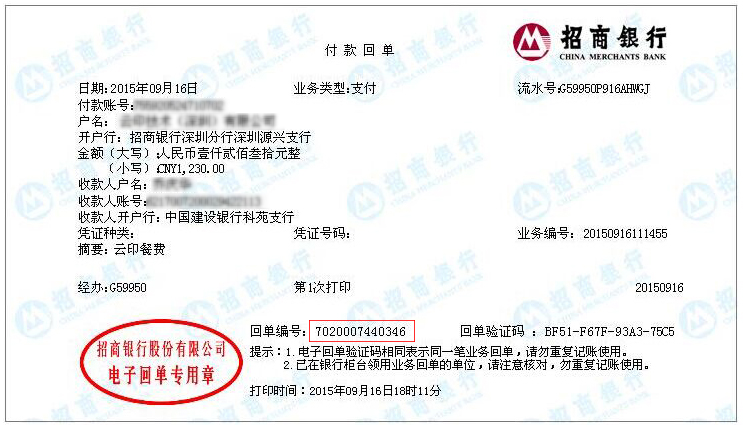 付款回单
招商银行
CHINA MERCHANTS BANK
日期:2015年09月16日 业务类型:支付 流水号:G59950P916AHWGJ
付款账号:
户名:
开户行: 招商银行深圳分行深圳源兴支行
金额（大写）:人民币壹仟贰佰叁拾元整
（小写）:CNY1,230.00
收款人户名:
收款人账号:
收款人开户行: 中国建设银行科苑支行
凭证种类: 凭证号码: 业务编号: 20150916111455
摘要: 云印餐费
经办:G59950 第1次打印 20150916
回单编号: 7020007440346 回单验证码 : BF51-F67F-93A3-75C5
提示:1.电子回单验证码相同表示同一笔业务回单,请勿重复记账使用。
2.已在银行柜台领用业务回单的单位,请注意核对,勿重复记账使用。
打印时间:2015年09月16日18时11分
招商银行股份有限公司
电子回单专用章